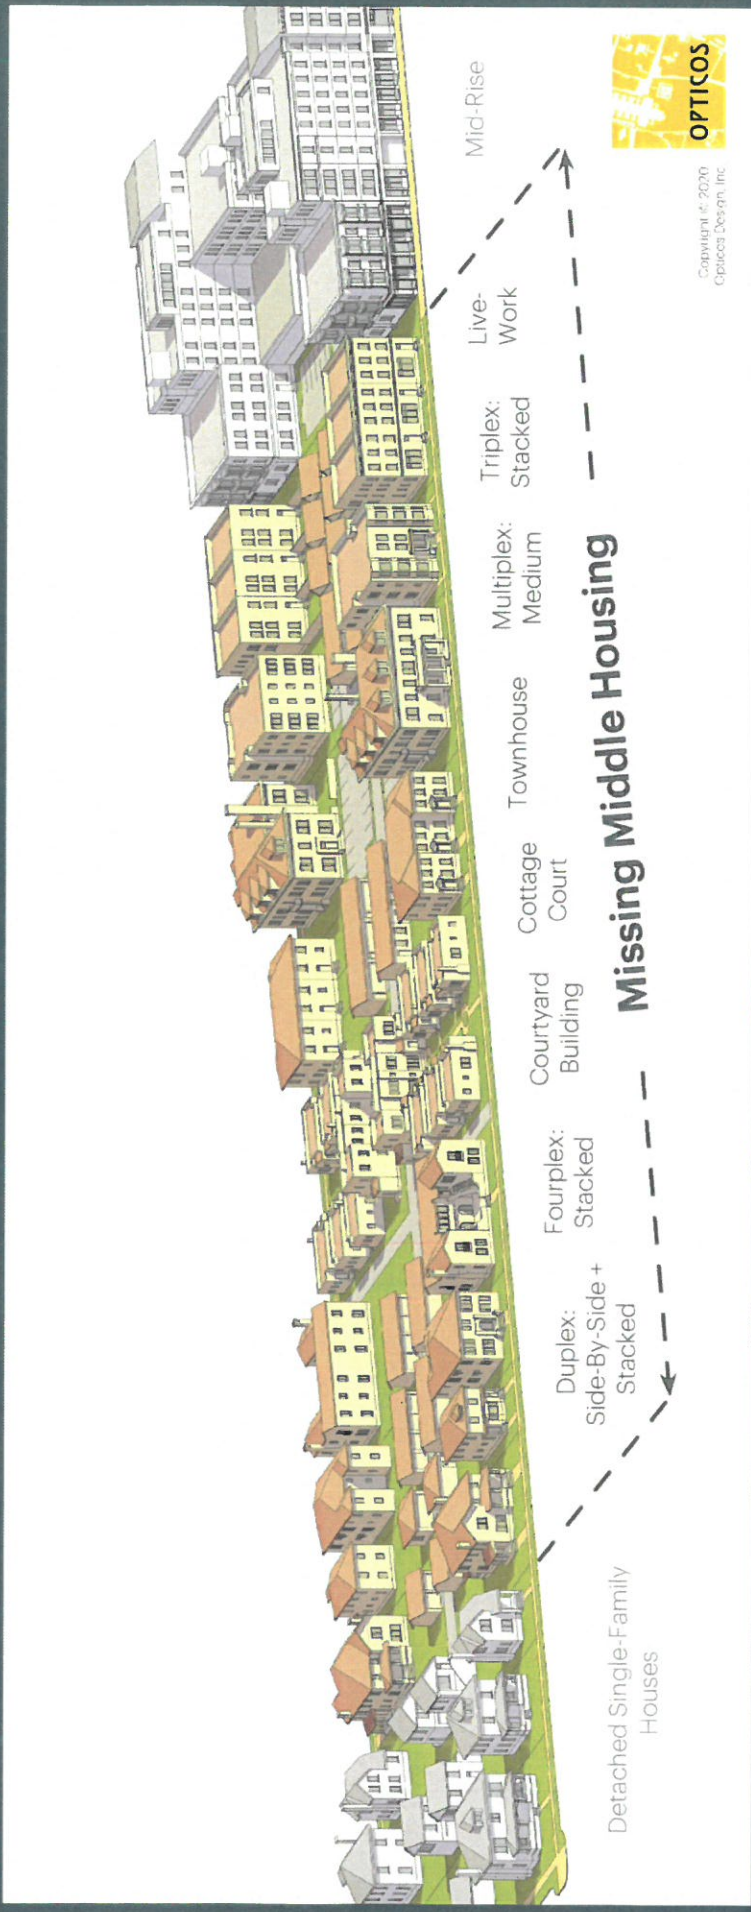 Detached Single-Family
Houses
Duplex:
Side-By-Side +
Stacked
Fourplex:
Stacked
Courtyard
Building
Cottage
Court
Townhouse
Multiplex:
Medium
Triplex:
Stacked
Live-
Work
Mid-Rise
Missing Middle Housing
OPTICOS
Copyright © 2020
Opticos Design, Inc